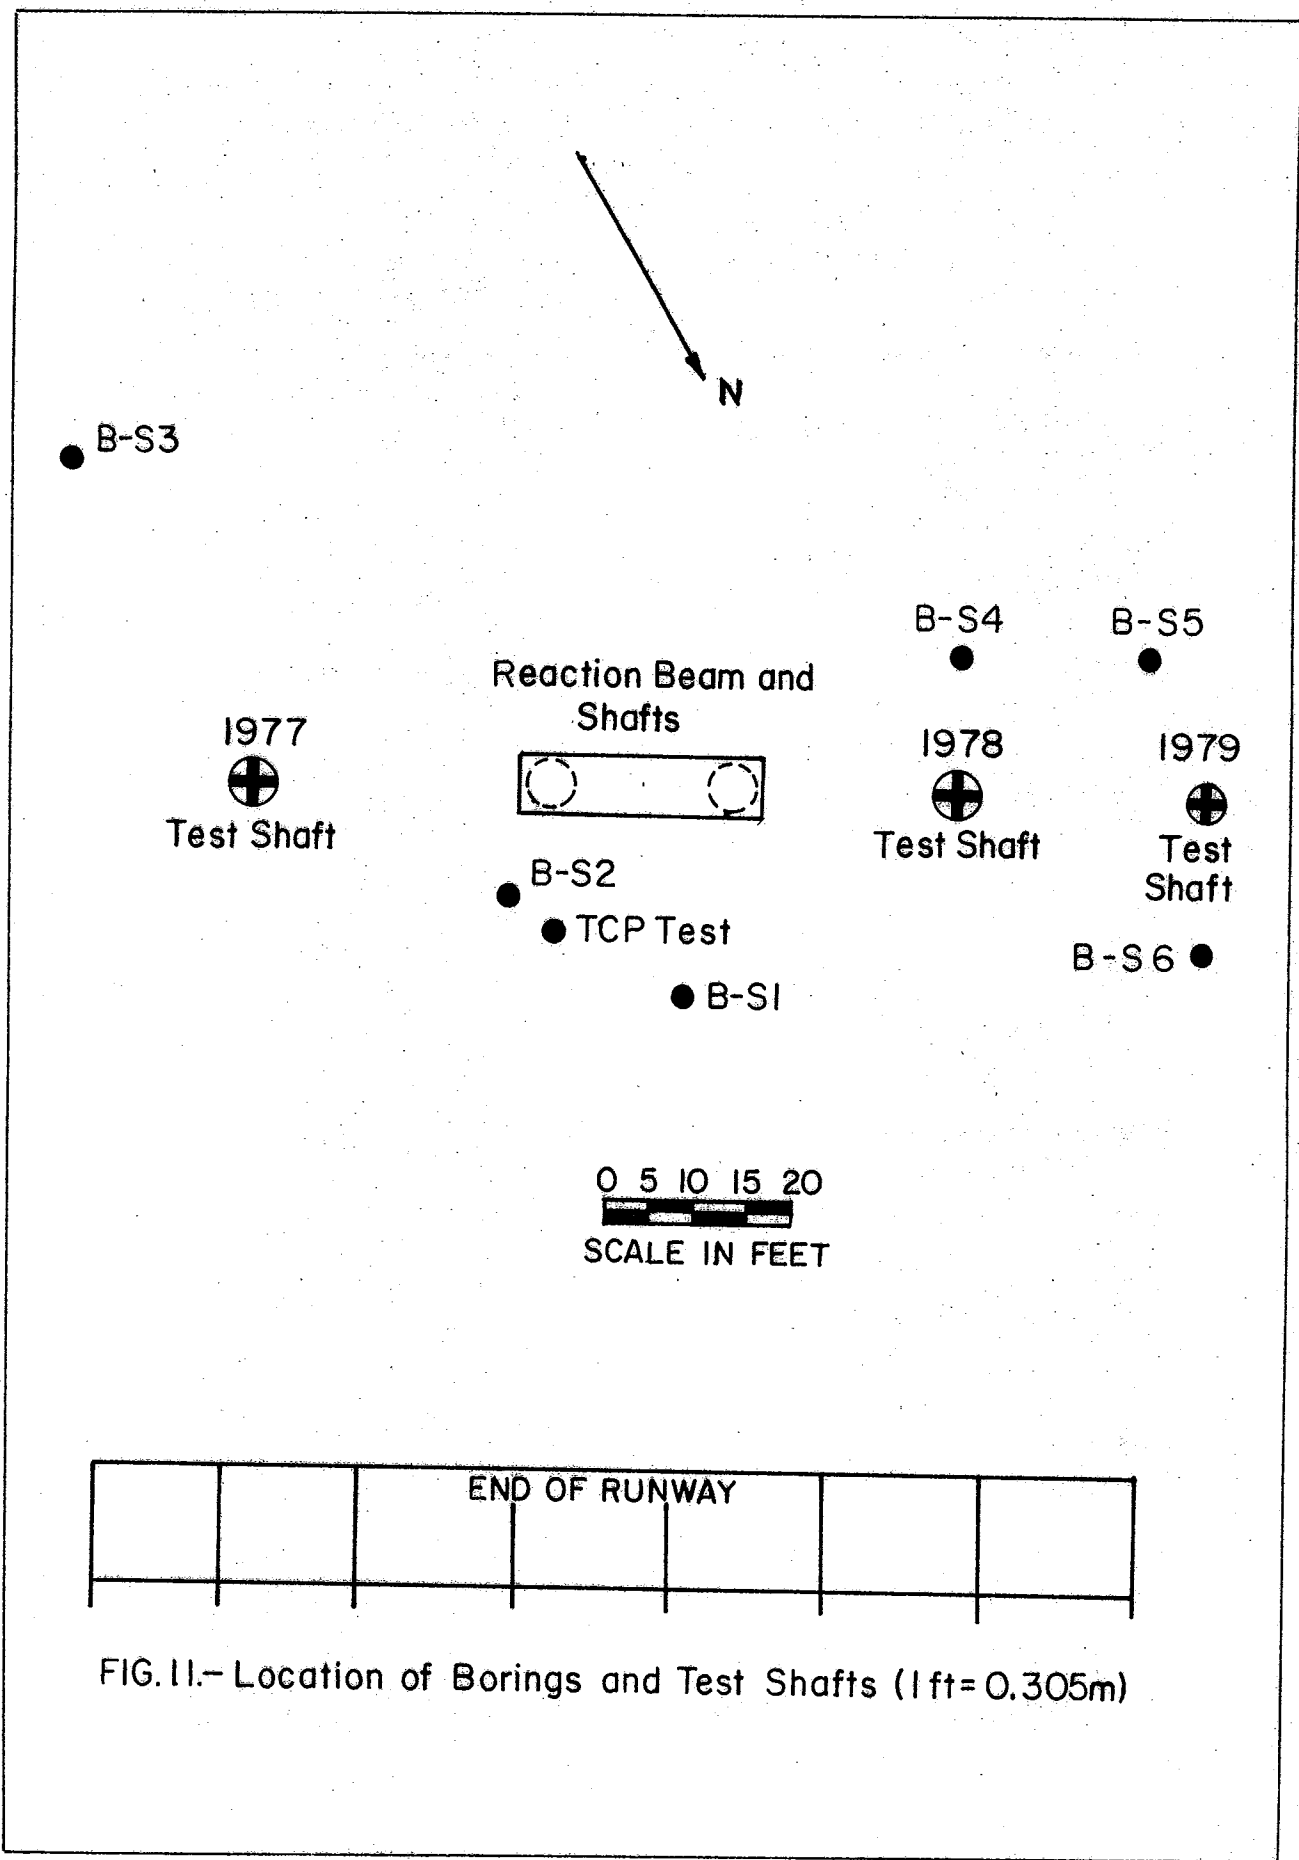 N
B-S3
B-S4
B-S5
Reaction Beam and
Shafts
1977
1978
1979
Test Shaft
Test Shaft
Test
Shaft
B-S2
TCP Test
B-S6
B-S1
0 5 10 15 20
SCALE IN FEET
END OF RUNWAY
FIG.11.- Location of Borings and Test Shafts (1ft= 0.305m)